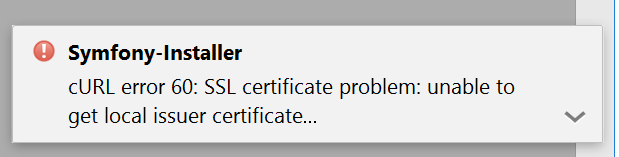 Symfony-Installer
cURL error 60: SSL certificate problem: unable to
get local issuer certificate...